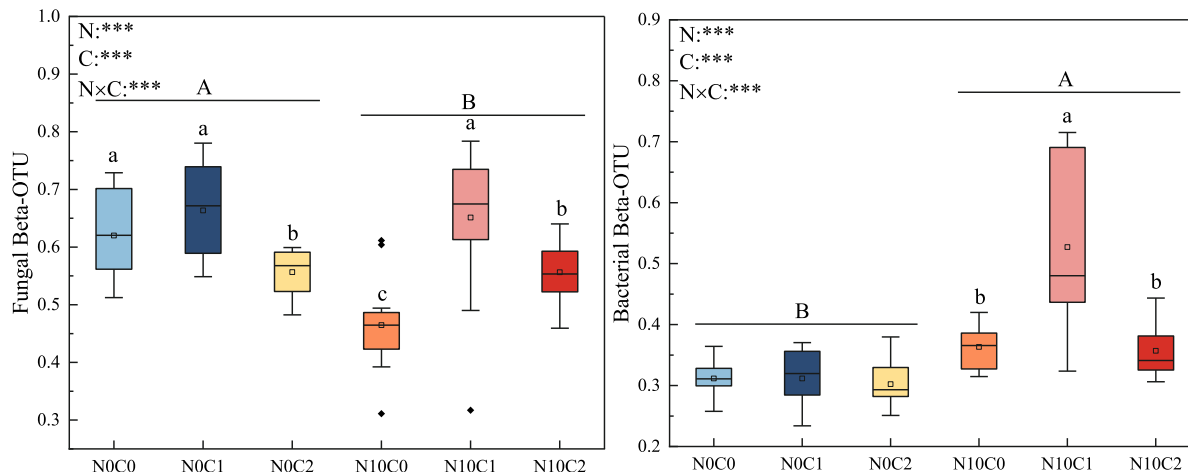 N:***
C:***
N×C:***
A
B
a
a
b
c
a
b
Fungal Beta-OTU
1.0
0.9
0.8
0.7
0.6
0.5
0.4
0.3
N0C0 N0C1 N0C2 N10C0 N10C1 N10C2
N:***
C:***
N×C:***
A
B
a
b
b
Bacterial Beta-OTU
0.9
0.8
0.7
0.6
0.5
0.4
0.3
0.2
N0C0 N0C1 N0C2 N10C0 N10C1 N10C2